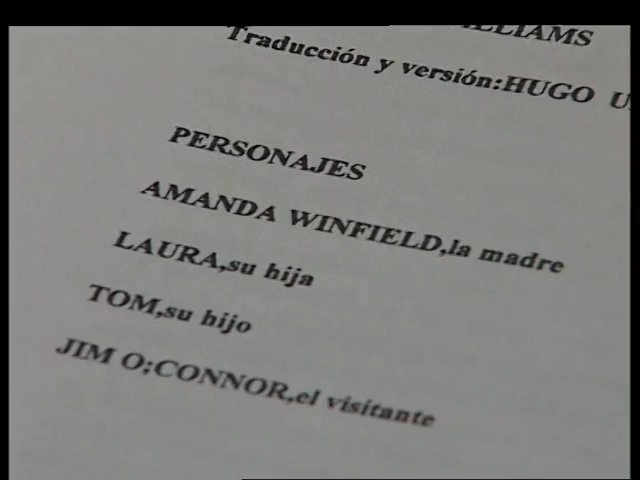 Traducción y versión:HUGO
PERSONAJES
AMANDA WINFIELD,la madre
LAURA,su hija
TOM,su hijo
JIM O;CONNOR,el visitante